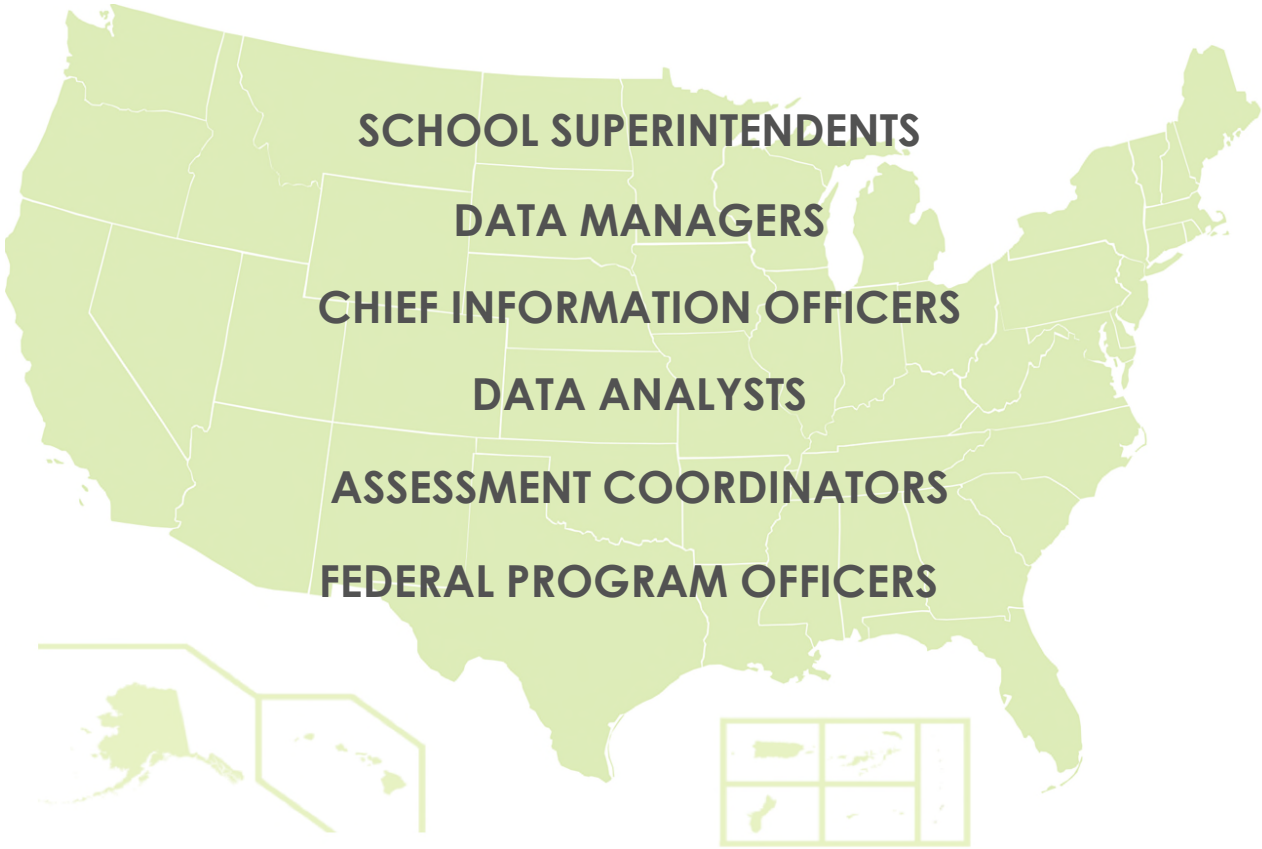 SCHOOL SUPERINTENDENTS
DATA MANAGERS
CHIEF INFORMATION OFFICERS
DATA ANALYSTS
ASSESSMENT COORDINATORS
FEDERAL PROGRAM OFFICERS